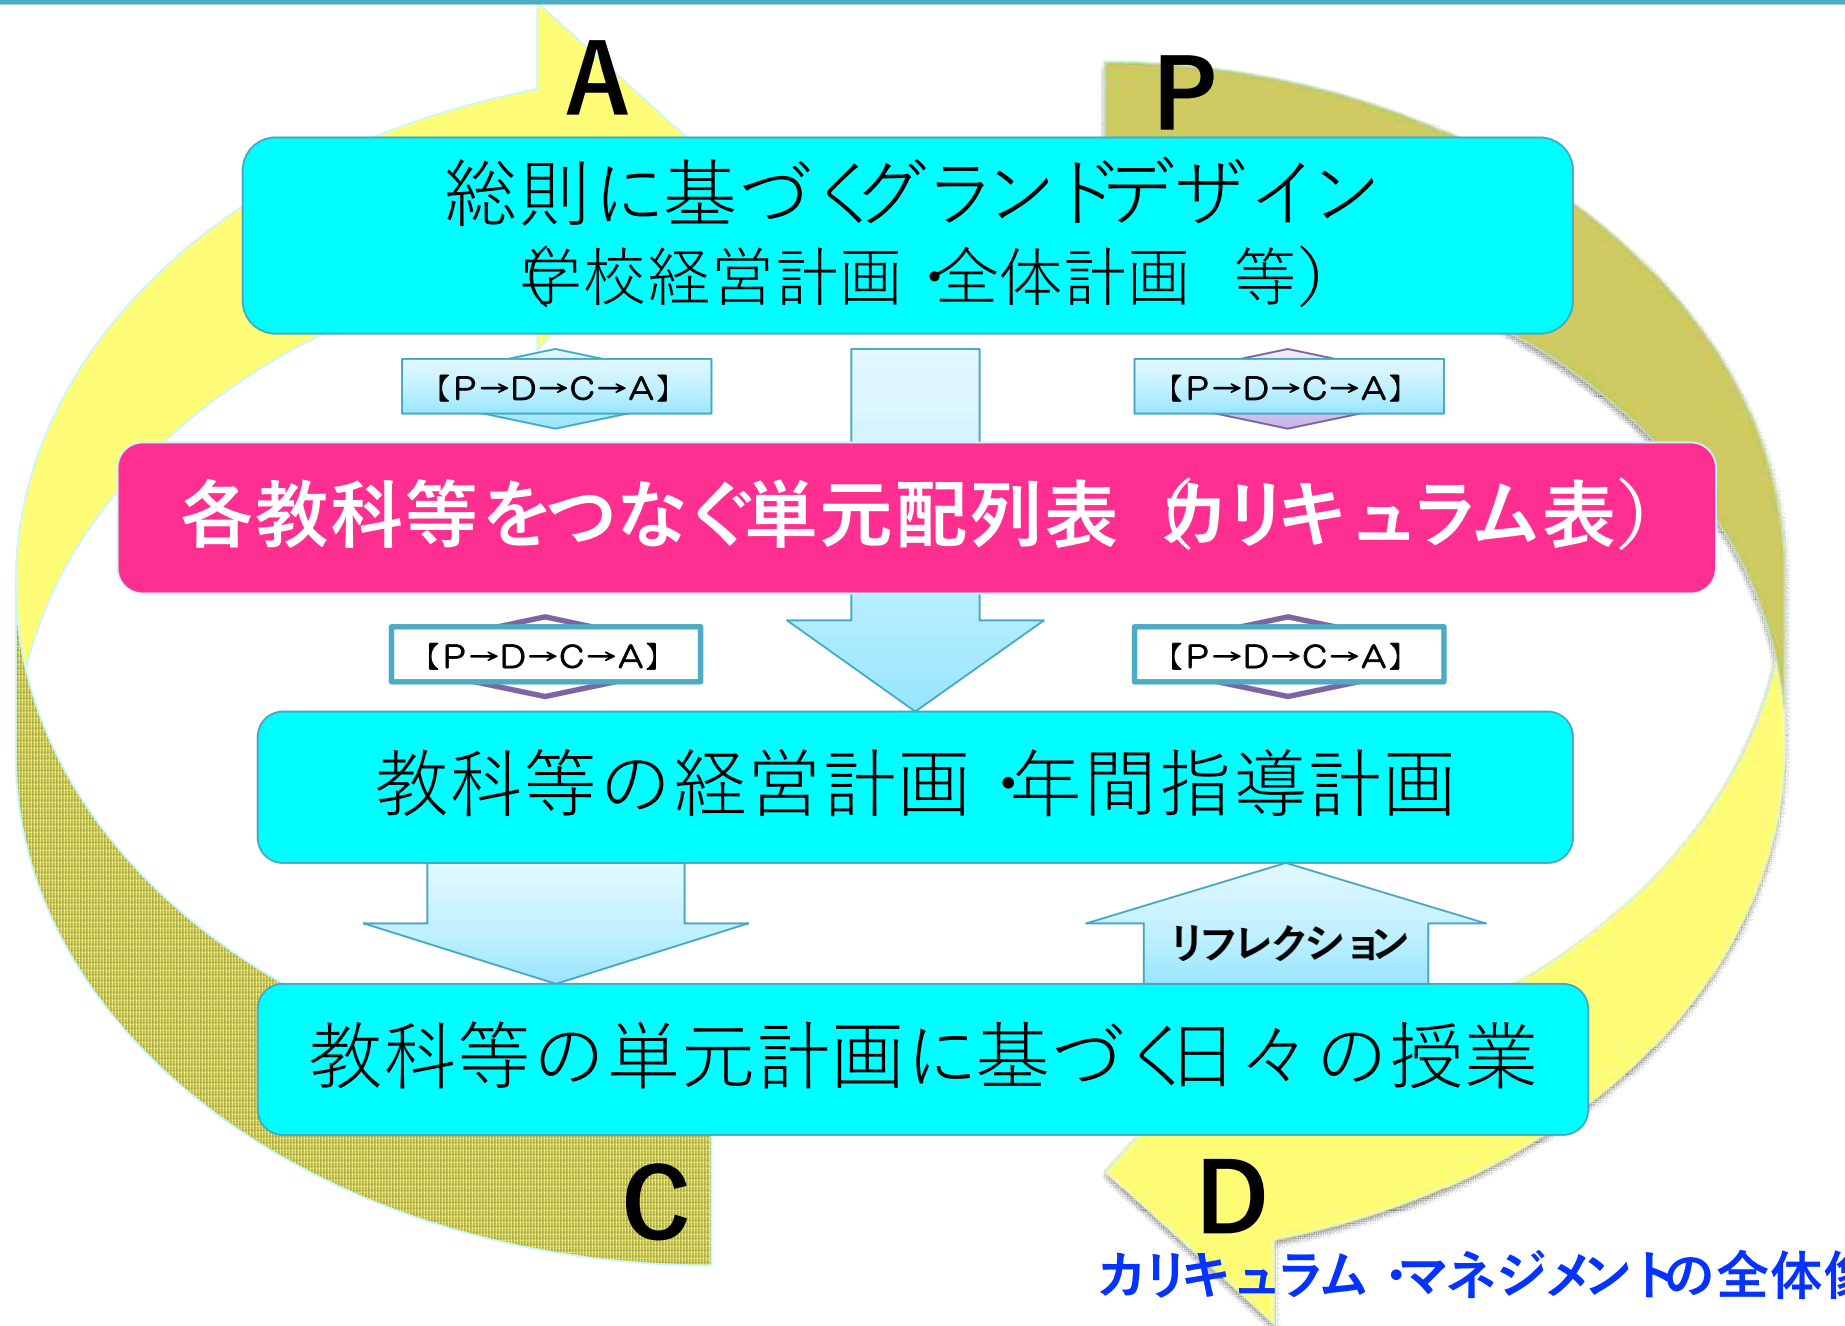 A
P
総則に基づくグランドデザイン
(学校経営計画・全体計画 等)
【P→D→C→A】
【P→D→C→A】
各教科等をつなぐ単元配列表 (カリキュラム表)
【P→D→C→A】
【P→D→C→A】
教科等の経営計画・年間指導計画
リフレクション
教科等の単元計画に基づく日々の授業
C
D
カリキュラム・マネジメントの全体像